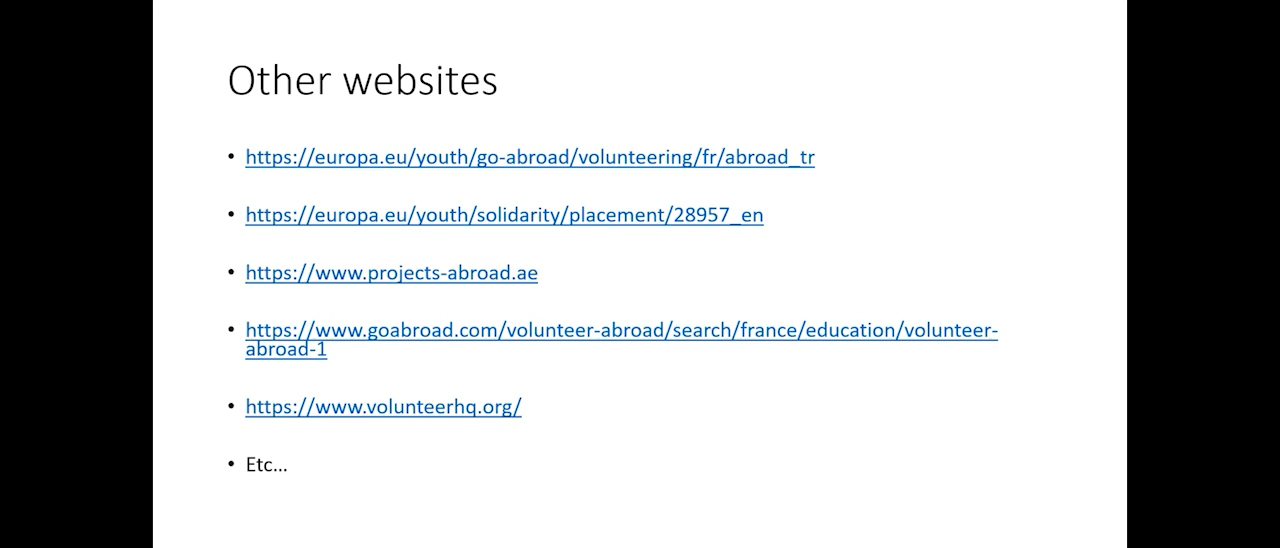 Other websites
• https://europa.eu/youth/go-abroad/volunteering/fr/abroad_tr
• https://europa.eu/youth/solidarity/placement/28957_en
• https://www.projects-abroad.ae
• https://www.goabroad.com/volunteer-abroad/search/france/education/volunteer-
abroad-1
• https://www.volunteerhq.org/
• Etc...